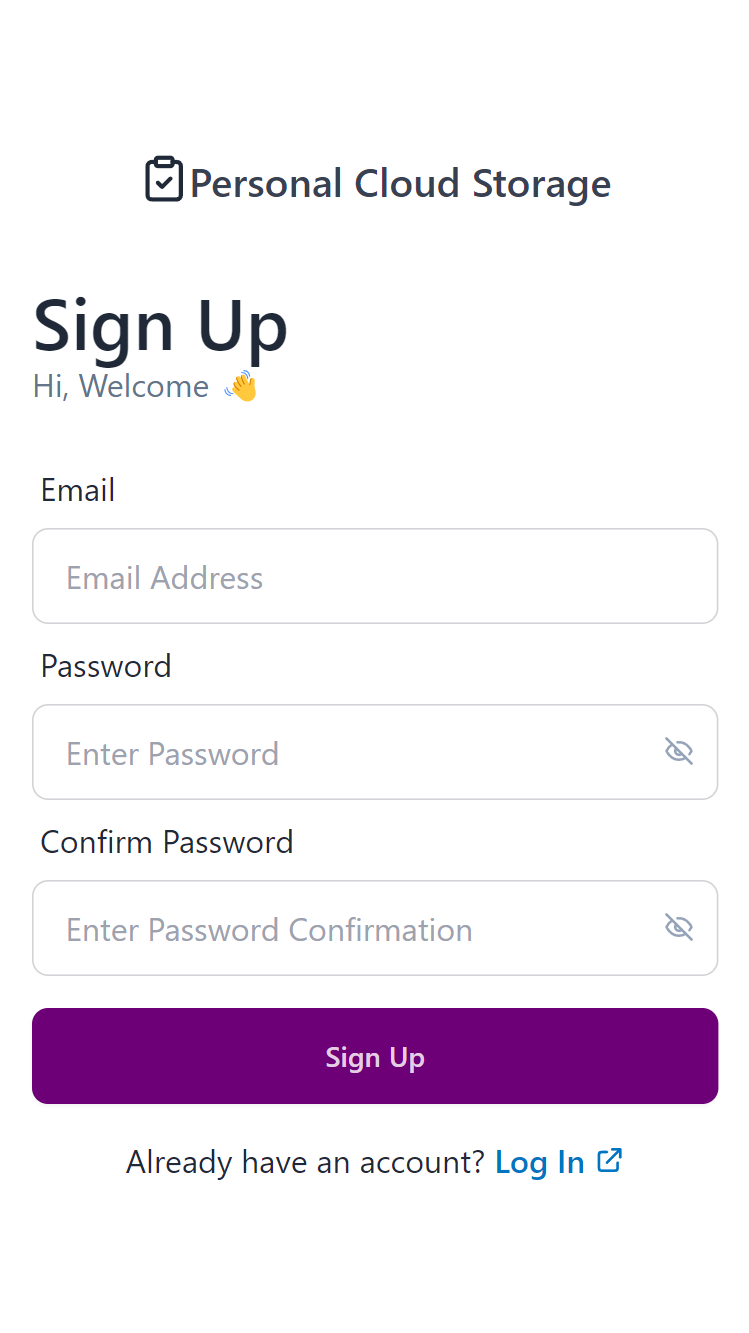 Personal Cloud Storage
Sign Up
Hi, Welcome 👋
Email
Email Address
Password
Enter Password
Confirm Password
Enter Password Confirmation
Sign Up
Already have an account? Log In